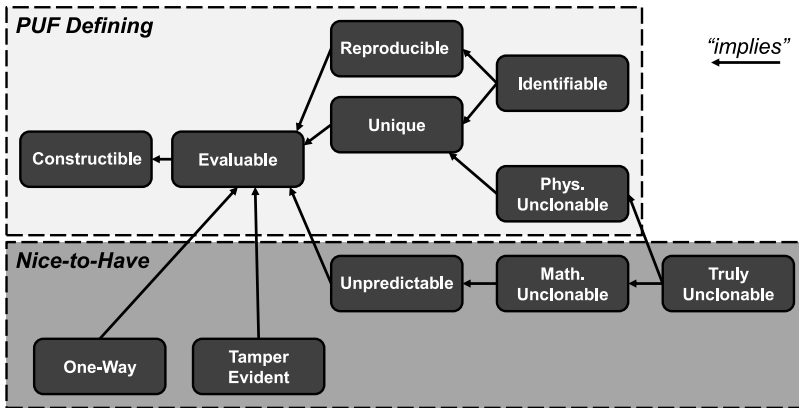 PUF Defining
Reproducible
"implies"
Identifiable
Unique
Constructible
Evaluable
Phys.
Unclonable
Nice-to-Have
Unpredictable
Math.
Unclonable
Truly
Unclonable
One-Way
Tamper
Evident